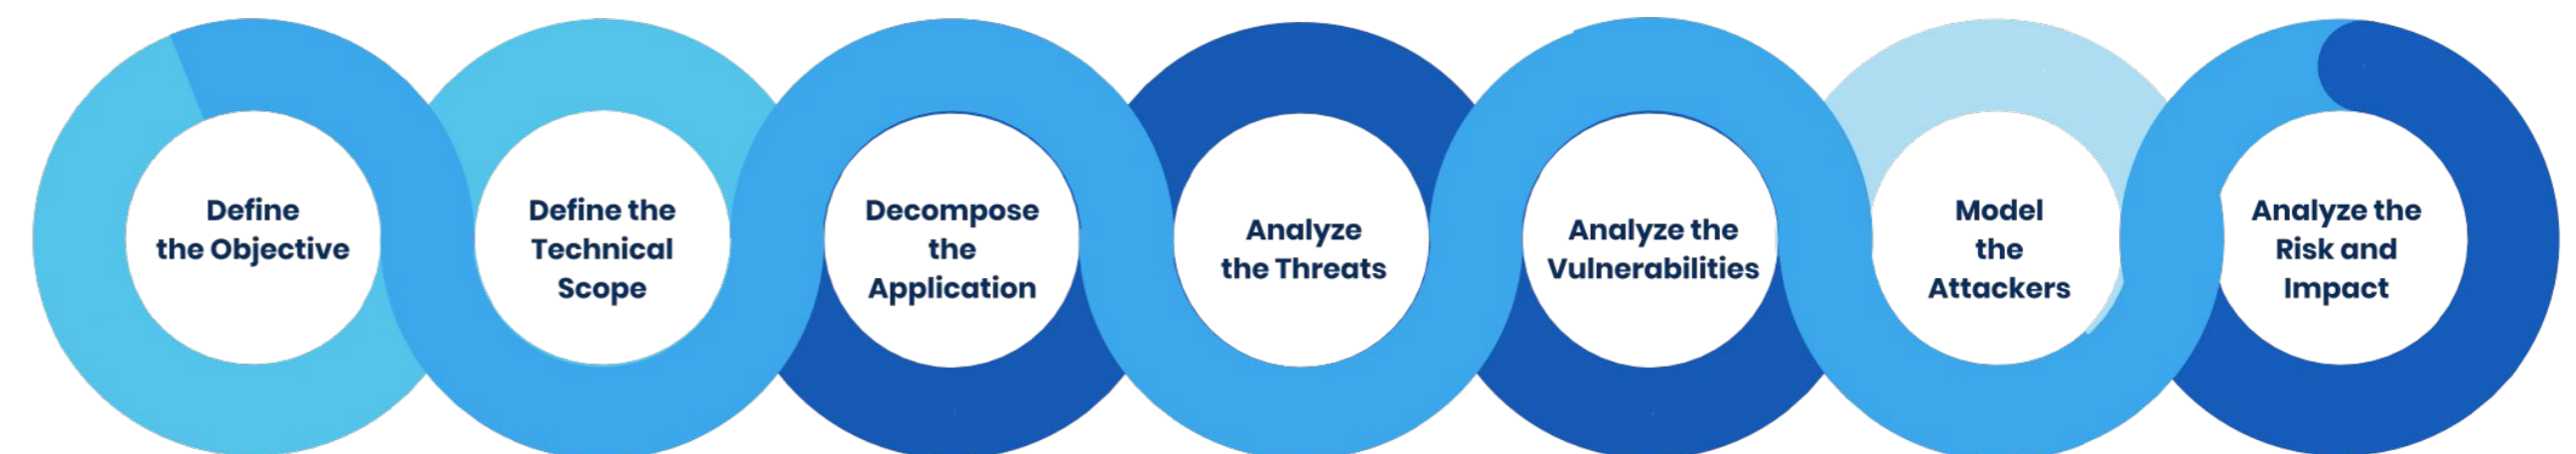 Define
the Objective
Define the
Technical
Scope
Decompose
the
Application
Analyze
the Threats
Analyze the
Vulnerabilities
Model
the
Attackers
Analyze the
Risk and
Impact